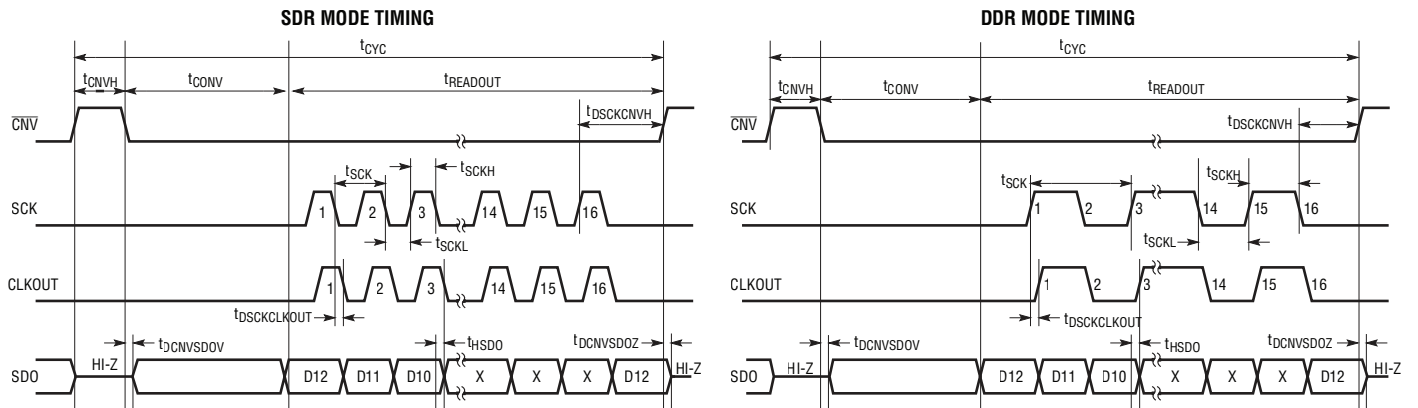 SDR MODE TIMING
tCYC
tCNVH
tCONV
tREADOUT
CNV
tDSCKCNVH
tSCK
tSCKH
SCK
1 2 3 14 15 16
tSCKL
CLKOUT
1 2 3 14 15 16
tDSCKCLKOUT
tDCNVSDOV
tHSDO
tDCNVSDOZ
SDO HI-Z D12 D11 D10 X X X D12 HI-Z
DDR MODE TIMING
tCYC
tCNVH
tCONV
tREADOUT
CNV
tDSCKCNVH
tSCK
tSCKH
SCK
1 2 3 14 15 16
tSCKL
CLKOUT
1 2 3 14 15 16
tDSCKCLKOUT
tDCNVSDOV
tHSDO
tDCNVSDOZ
SDO HI-Z D12 D11 D10 X X X D12 HI-Z